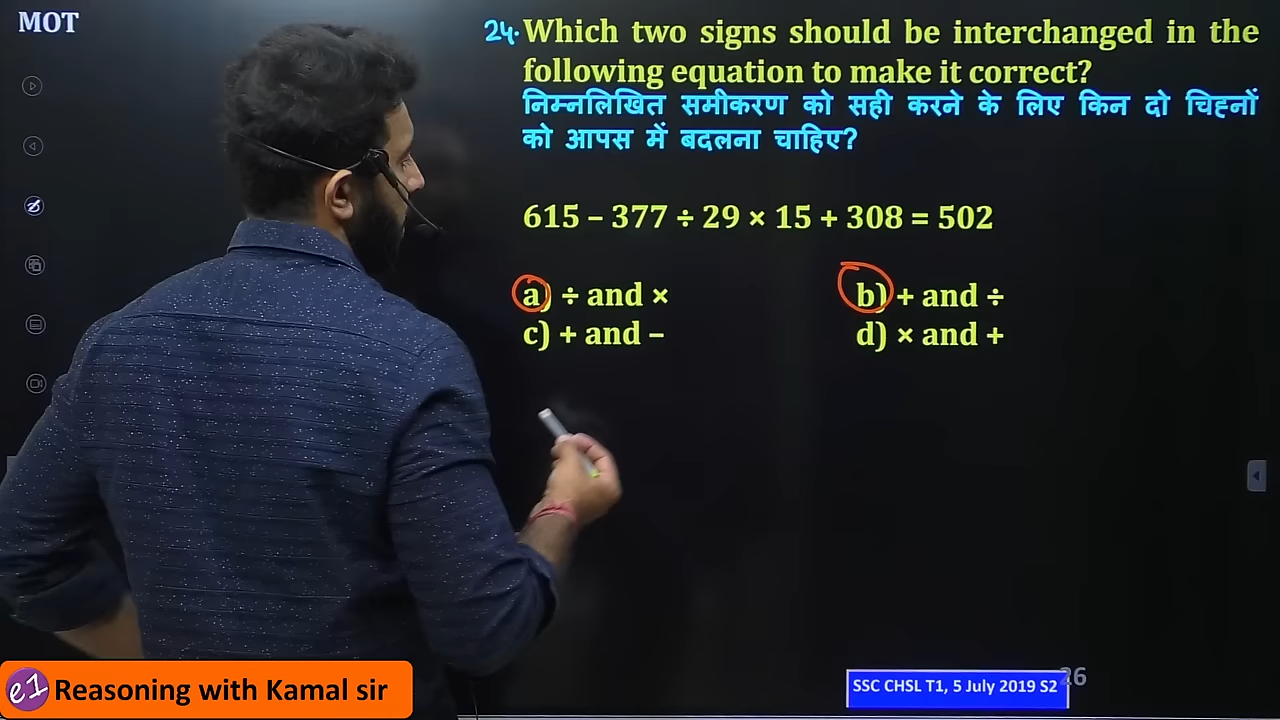 MOT
24. Which two signs should be interchanged in the
following equation to make it correct?
निम्नलिखित समीकरण को सही करने के लिए किन दो चिह्नों
को आपस में बदलना चाहिए?
615 – 377 ÷ 29 × 15 + 308 = 502
a) ÷ and ×
b) + and ÷
c) + and –
d) × and +
e1 Reasoning with Kamal sir
SSC CHSL T1, 5 July 2019 S2
26